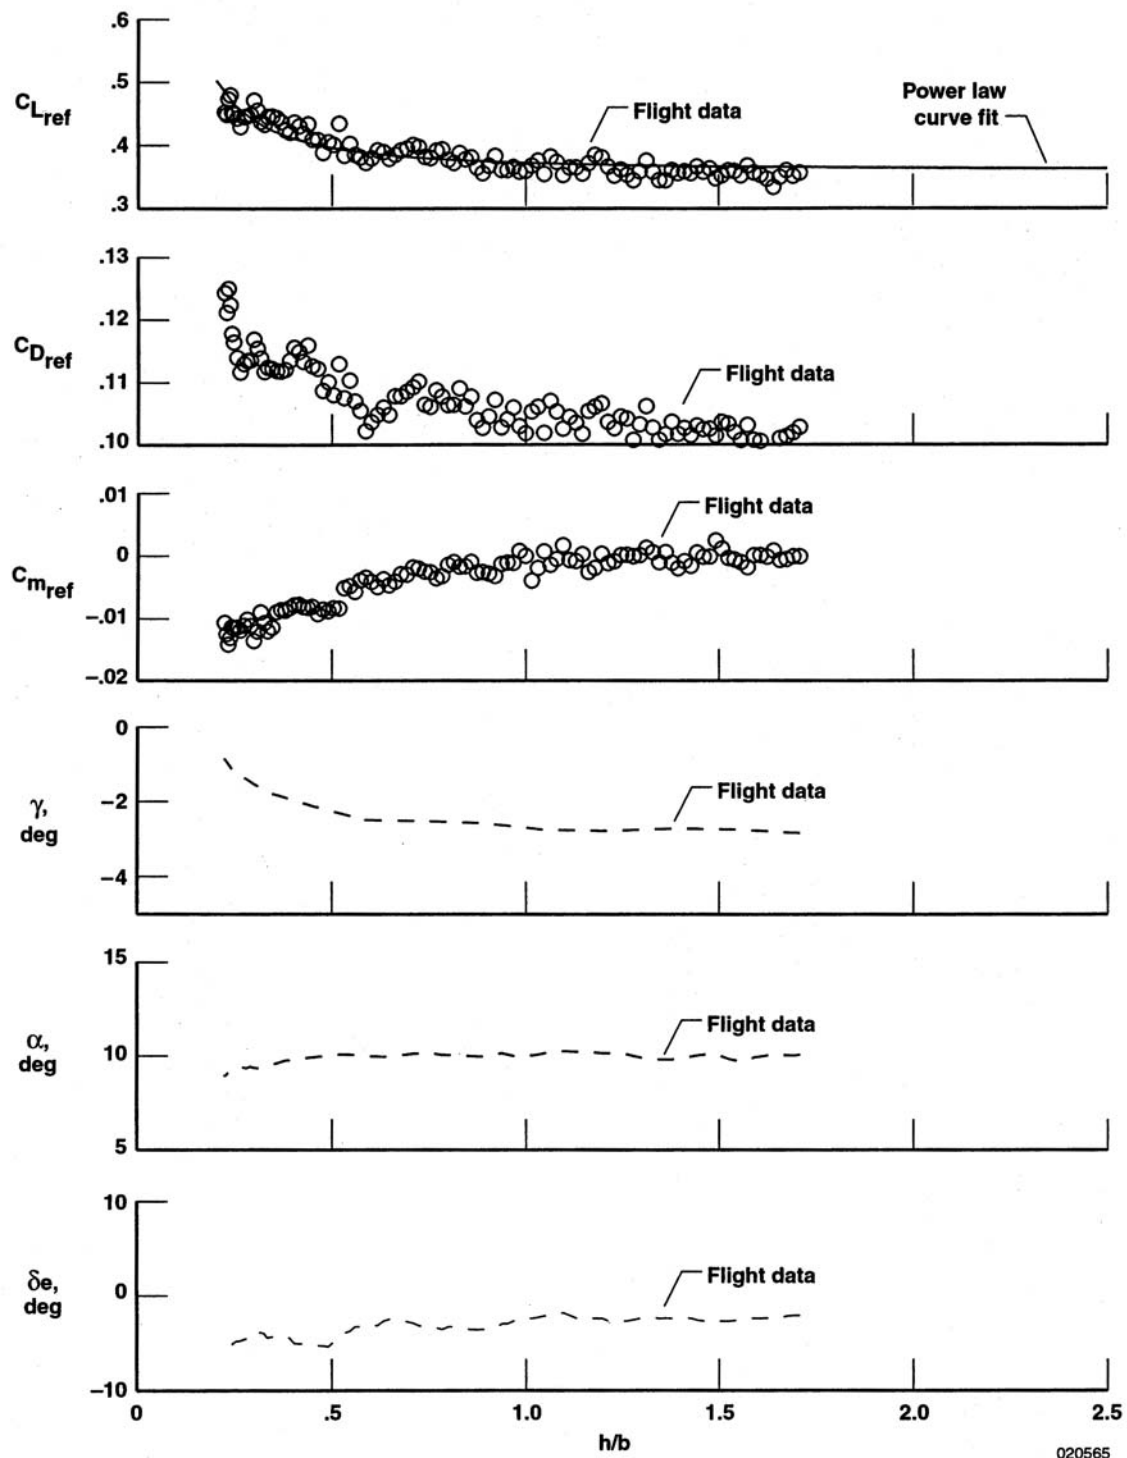 .6
.5
CLref
.4
.3
Flight data
Power law
curve fit
.13
.12
CDref
.11
.10
Flight data
.01
0
Cmref
−.01
−.02
Flight data
0
−2
γ,
deg
−4
Flight data
15
α,
deg
10
5
Flight data
10
δe,
deg
0
−10
Flight data
0 .5 1.0 1.5 2.0 2.5
h/b
020565